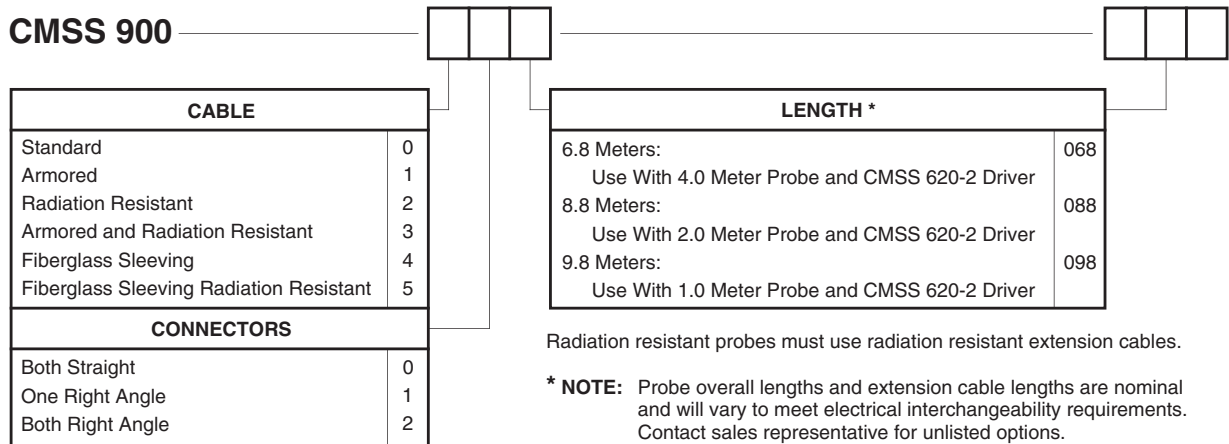 CMSS 900
CABLE
Standard 0
Armored 1
Radiation Resistant 2
Armored and Radiation Resistant 3
Fiberglass Sleeving 4
Fiberglass Sleeving Radiation Resistant 5
CONNECTORS
Both Straight 0
One Right Angle 1
Both Right Angle 2
LENGTH *
6.8 Meters: 068
Use With 4.0 Meter Probe and CMSS 620-2 Driver
8.8 Meters: 088
Use With 2.0 Meter Probe and CMSS 620-2 Driver
9.8 Meters: 098
Use With 1.0 Meter Probe and CMSS 620-2 Driver
Radiation resistant probes must use radiation resistant extension cables.
* NOTE: Probe overall lengths and extension cable lengths are nominal
and will vary to meet electrical interchangeability requirements.
Contact sales representative for unlisted options.